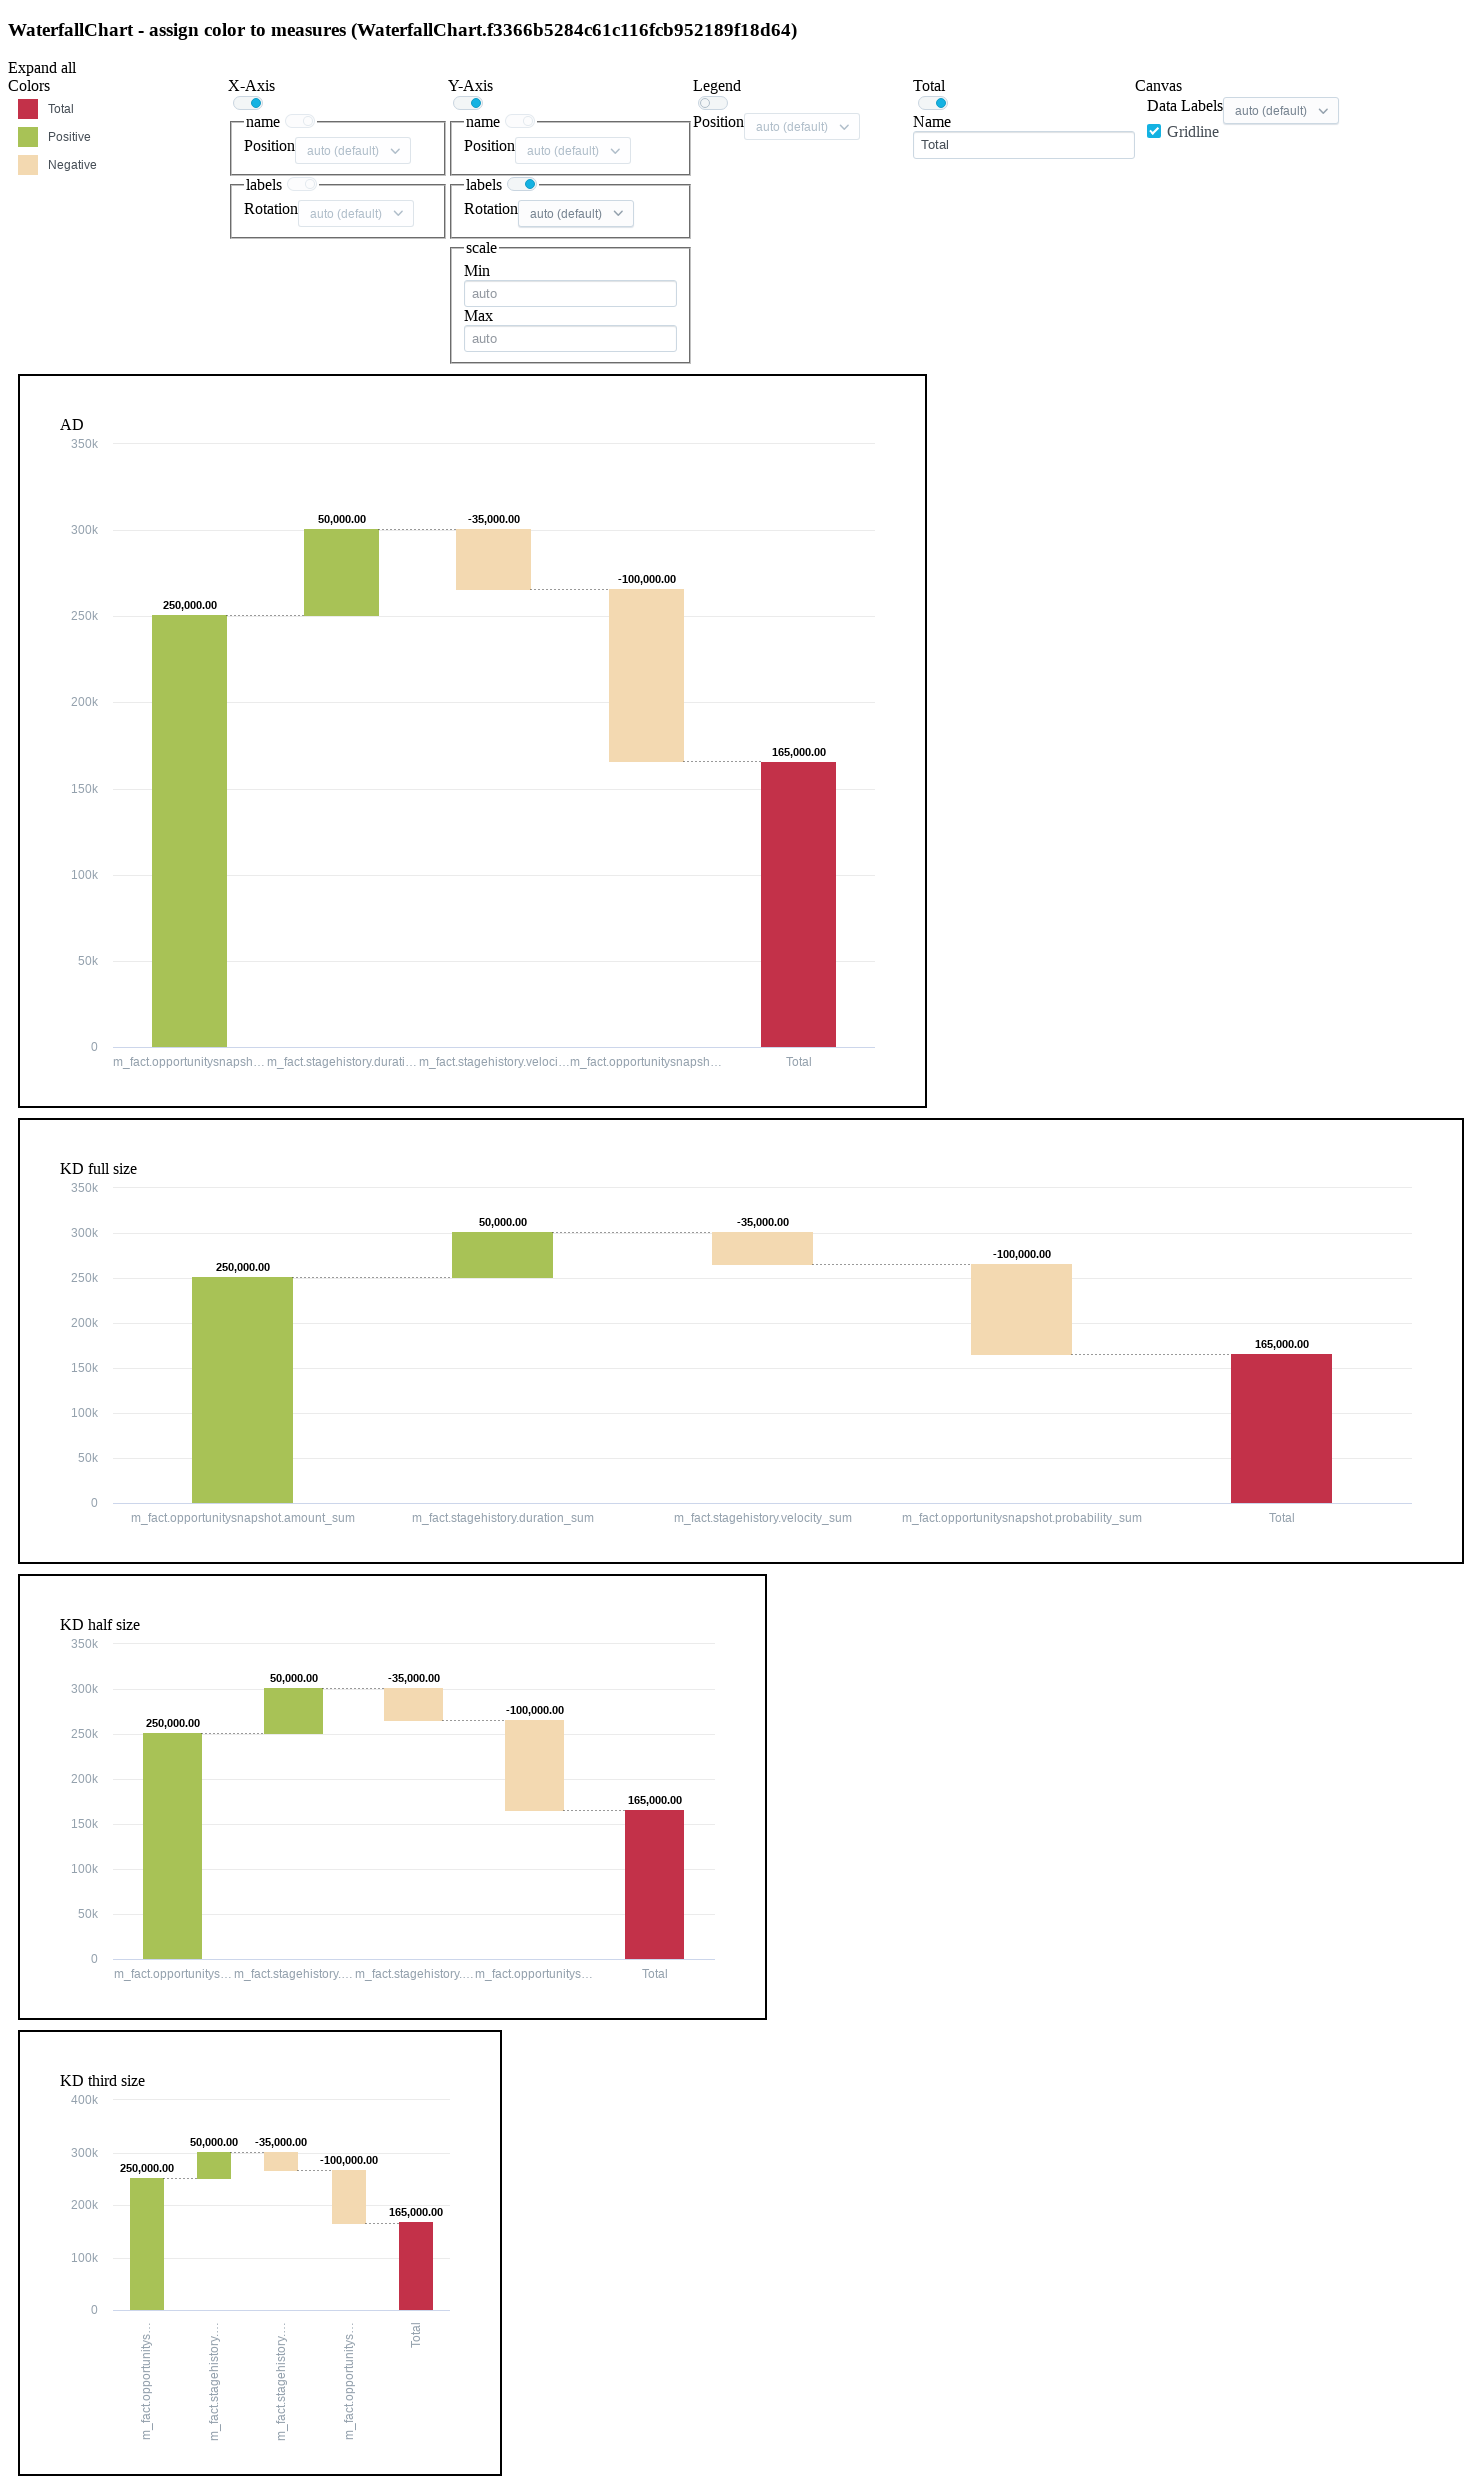 WaterfallChart - assign color to measures (WaterfallChart.f3366b5284c61c116fcb952189f18d64)
Expand all
Colors
Total
Positive
Negative
X-Axis
name
Position auto (default)
labels
Rotation auto (default)
Y-Axis
name
Position auto (default)
labels
Rotation auto (default)
scale
Min
auto
Max
auto
Legend
Position auto (default)
Total
Name
Total
Canvas
Data Labels auto (default)
Gridline
AD
350k
300k
250k
200k
150k
100k
50k
0
250,000.00
50,000.00
-35,000.00
-100,000.00
165,000.00
m_fact.opportunitysnapsh…
m_fact.stagehistory.durati…
m_fact.stagehistory.veloci…
m_fact.opportunitysnapsh…
Total
KD full size
350k
300k
250k
200k
150k
100k
50k
0
250,000.00
50,000.00
-35,000.00
-100,000.00
165,000.00
m_fact.opportunitysnapshot.amount_sum
m_fact.stagehistory.duration_sum
m_fact.stagehistory.velocity_sum
m_fact.opportunitysnapshot.probability_sum
Total
KD half size
350k
300k
250k
200k
150k
100k
50k
0
250,000.00
50,000.00
-35,000.00
-100,000.00
165,000.00
m_fact.opportunitys…
m_fact.stagehistory.…
m_fact.stagehistory.…
m_fact.opportunitys…
Total
KD third size
400k
300k
200k
100k
0
250,000.00
50,000.00
-35,000.00
-100,000.00
165,000.00
m_fact.opportunitys…
m_fact.stagehistory.…
m_fact.stagehistory.…
m_fact.opportunitys…
Total